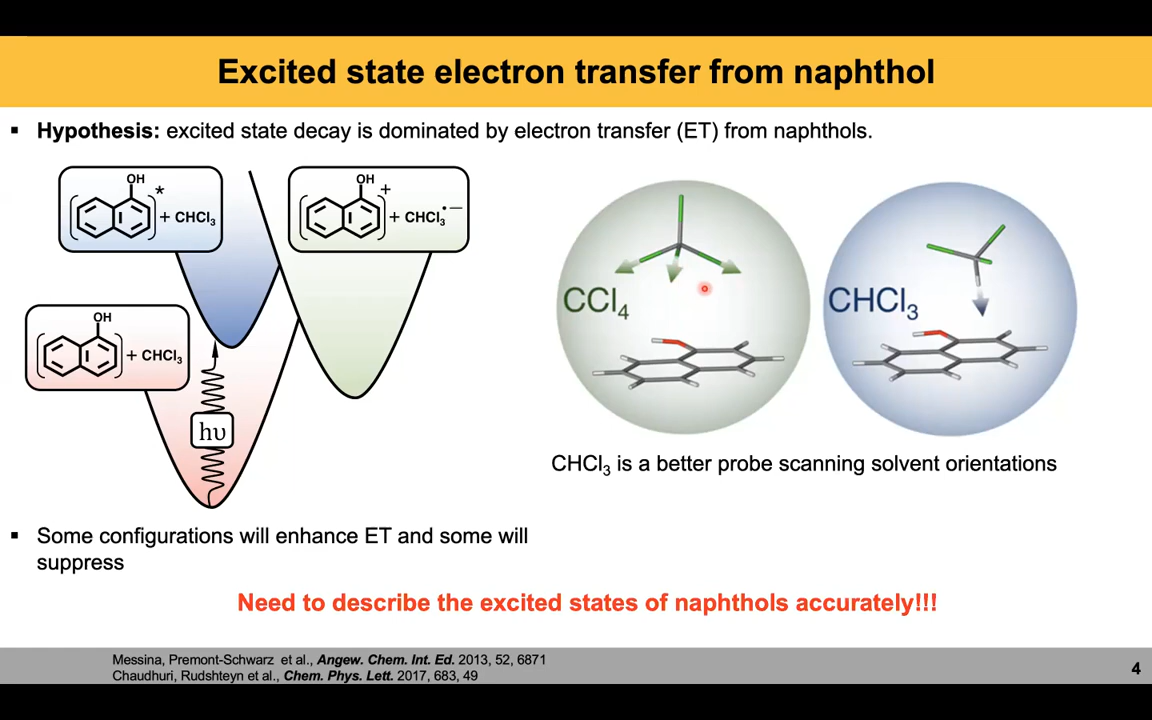 Excited state electron transfer from naphthol
▪ Hypothesis: excited state decay is dominated by electron transfer (ET) from naphthols.
OH
* + CHCl₃
OH
+ + CHCl₃•–
OH
+ CHCl₃
hυ
CCl₄
CHCl₃
CHCl₃ is a better probe scanning solvent orientations
▪ Some configurations will enhance ET and some will
suppress
Need to describe the excited states of naphthols accurately!!!
Messina, Premont-Schwarz et al., Angew. Chem. Int. Ed. 2013, 52, 6871
Chaudhuri, Rudshteyn et al., Chem. Phys. Lett. 2017, 683, 49
4